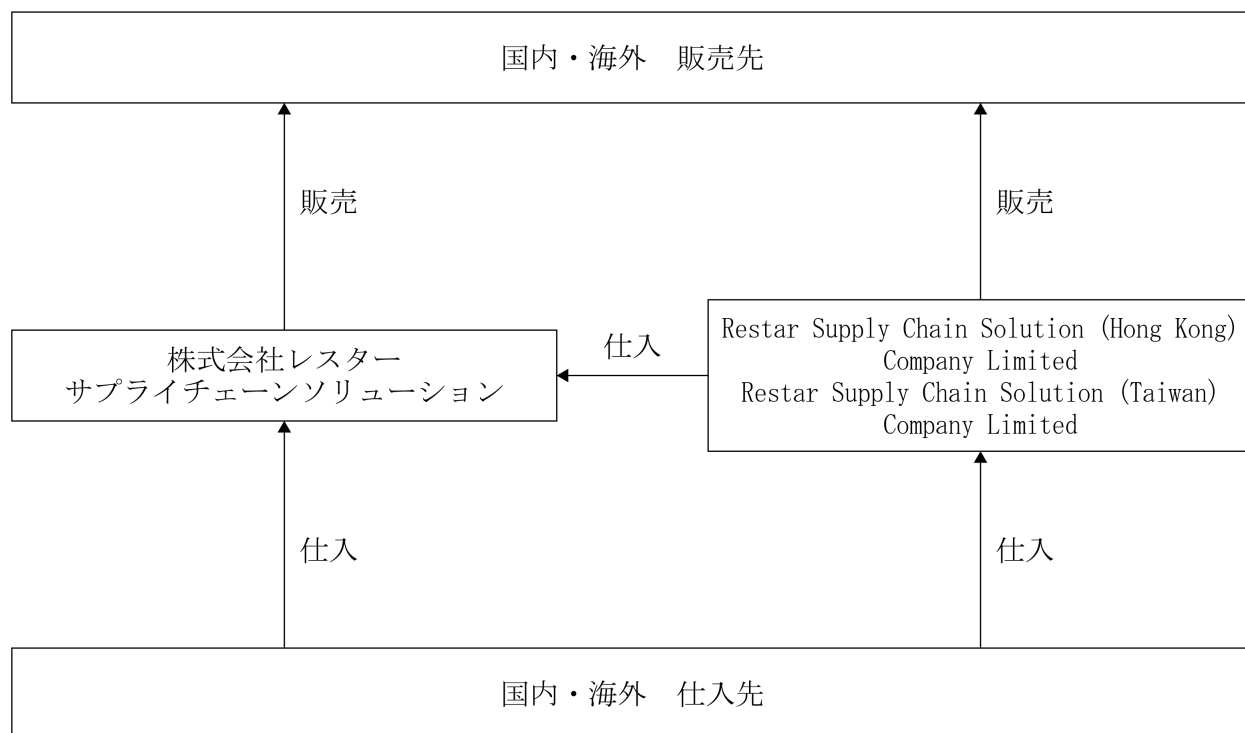 国内・海外　販売先
販売
販売
株式会社レスター
サプライチェーンソリューション
仕入
Restar Supply Chain Solution (Hong Kong)
Company Limited
Restar Supply Chain Solution (Taiwan)
Company Limited
仕入
仕入
国内・海外　仕入先